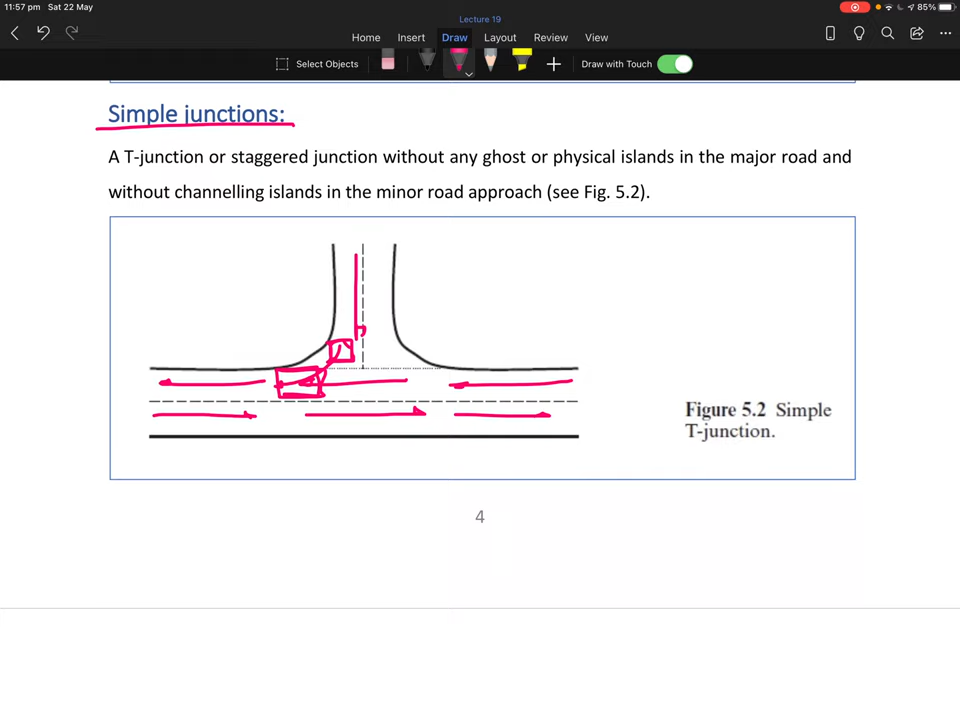 11:57 pm Sat 22 May
85%
Lecture 19
Home Insert Draw Layout Review View
Select Objects
Draw with Touch
Simple junctions:
A T-junction or staggered junction without any ghost or physical islands in the major road and
without channelling islands in the minor road approach (see Fig. 5.2).
Figure 5.2 Simple
T-junction.
4